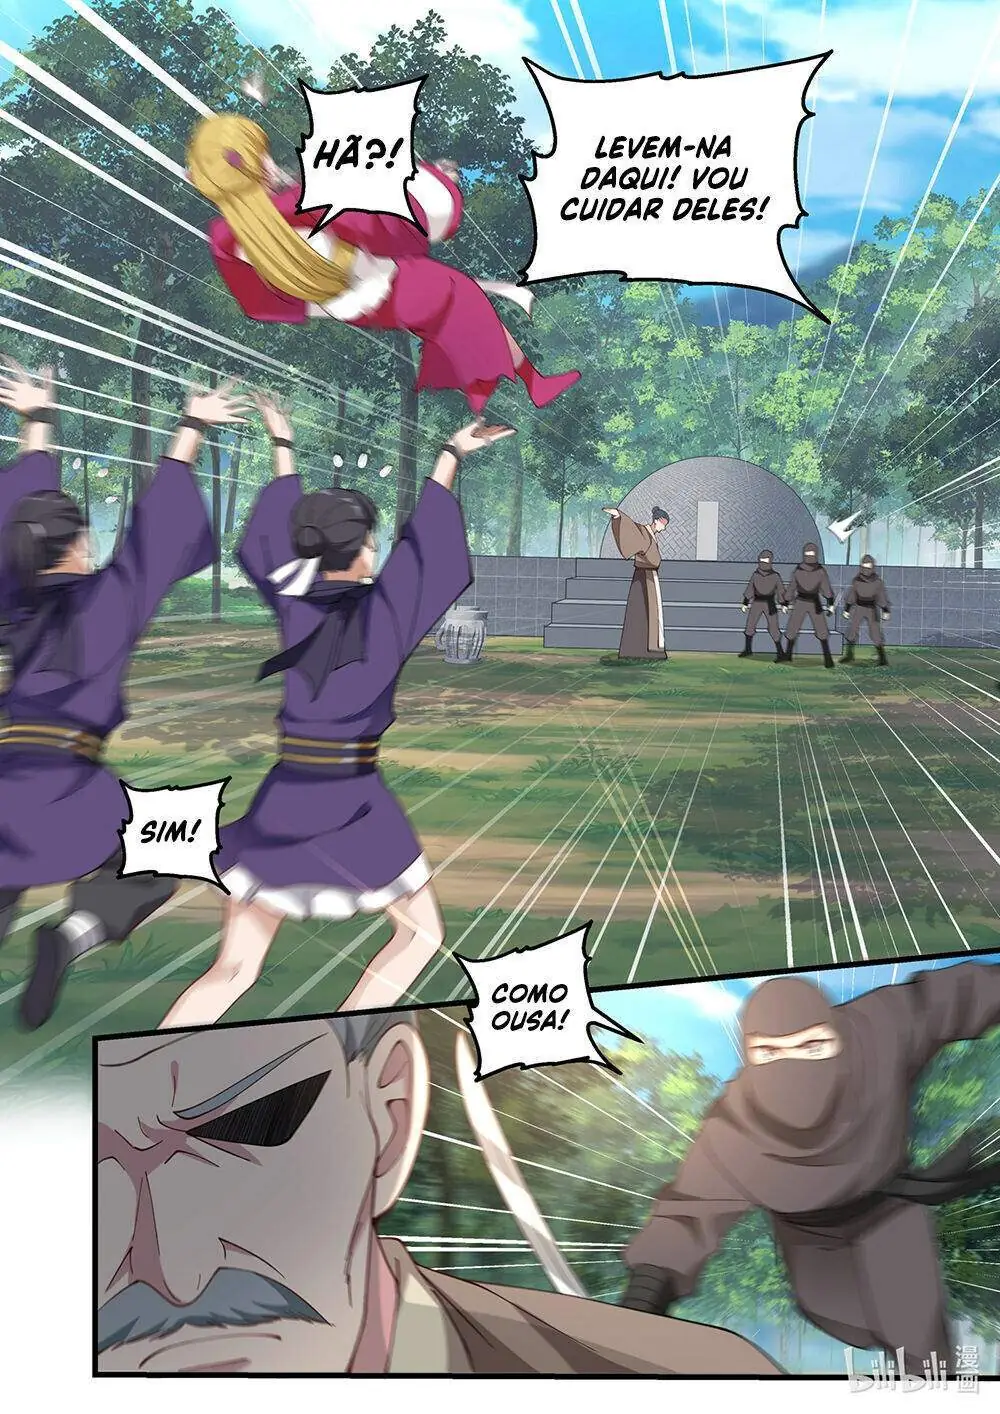 HÃ?!
LEVEM-NA
DAQUI! VOU
CUIDAR DELES!
SIM!
COMO
OUSA!
bilibili 漫画